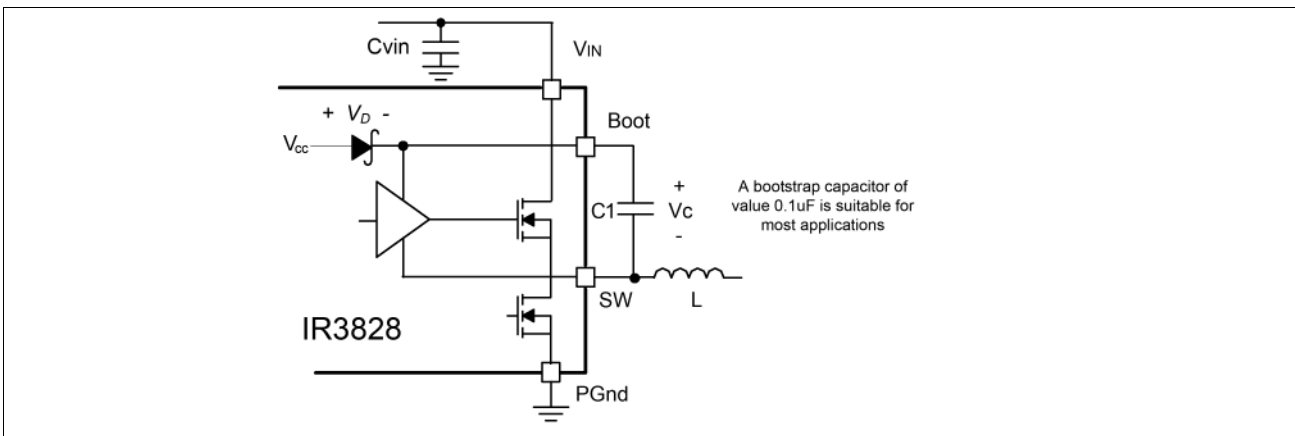 Cvin
VIN
+ VD -
Boot
Vcc
+
C1
Vc
-
A bootstrap capacitor of
value 0.1uF is suitable for
most applications
SW
L
IR3828
PGnd